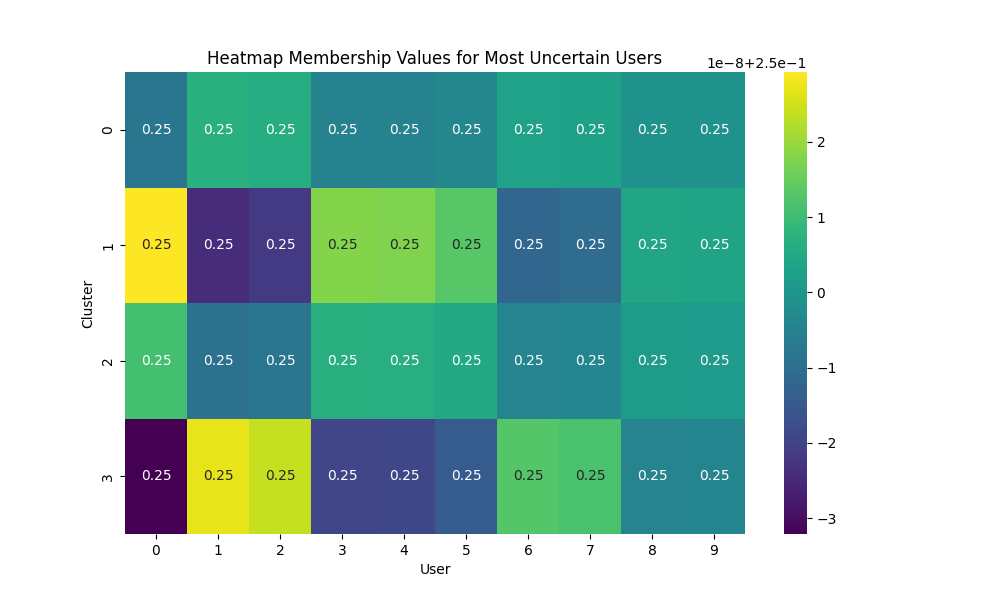 Heatmap Membership Values for Most Uncertain Users
1e−8+2.5e−1
0 0.25 0.25 0.25 0.25 0.25 0.25 0.25 0.25 0.25 0.25
1 0.25 0.25 0.25 0.25 0.25 0.25 0.25 0.25 0.25 0.25
2 0.25 0.25 0.25 0.25 0.25 0.25 0.25 0.25 0.25 0.25
3 0.25 0.25 0.25 0.25 0.25 0.25 0.25 0.25 0.25 0.25
Cluster
0 1 2 3 4 5 6 7 8 9
User
2
1
0
−1
−2
−3